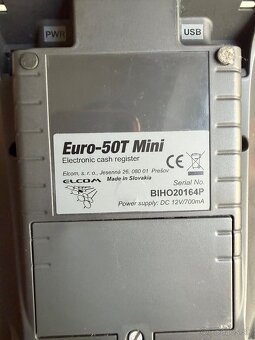 PWR USB
Euro-50T Mini
Electronic cash register
Elcom, s. r. o., Jesenná 26, 080 01 Prešov
Made in Slovakia
ELCOM
CE
Serial No.
BIHO20164P
Power supply: DC 12V/700mA